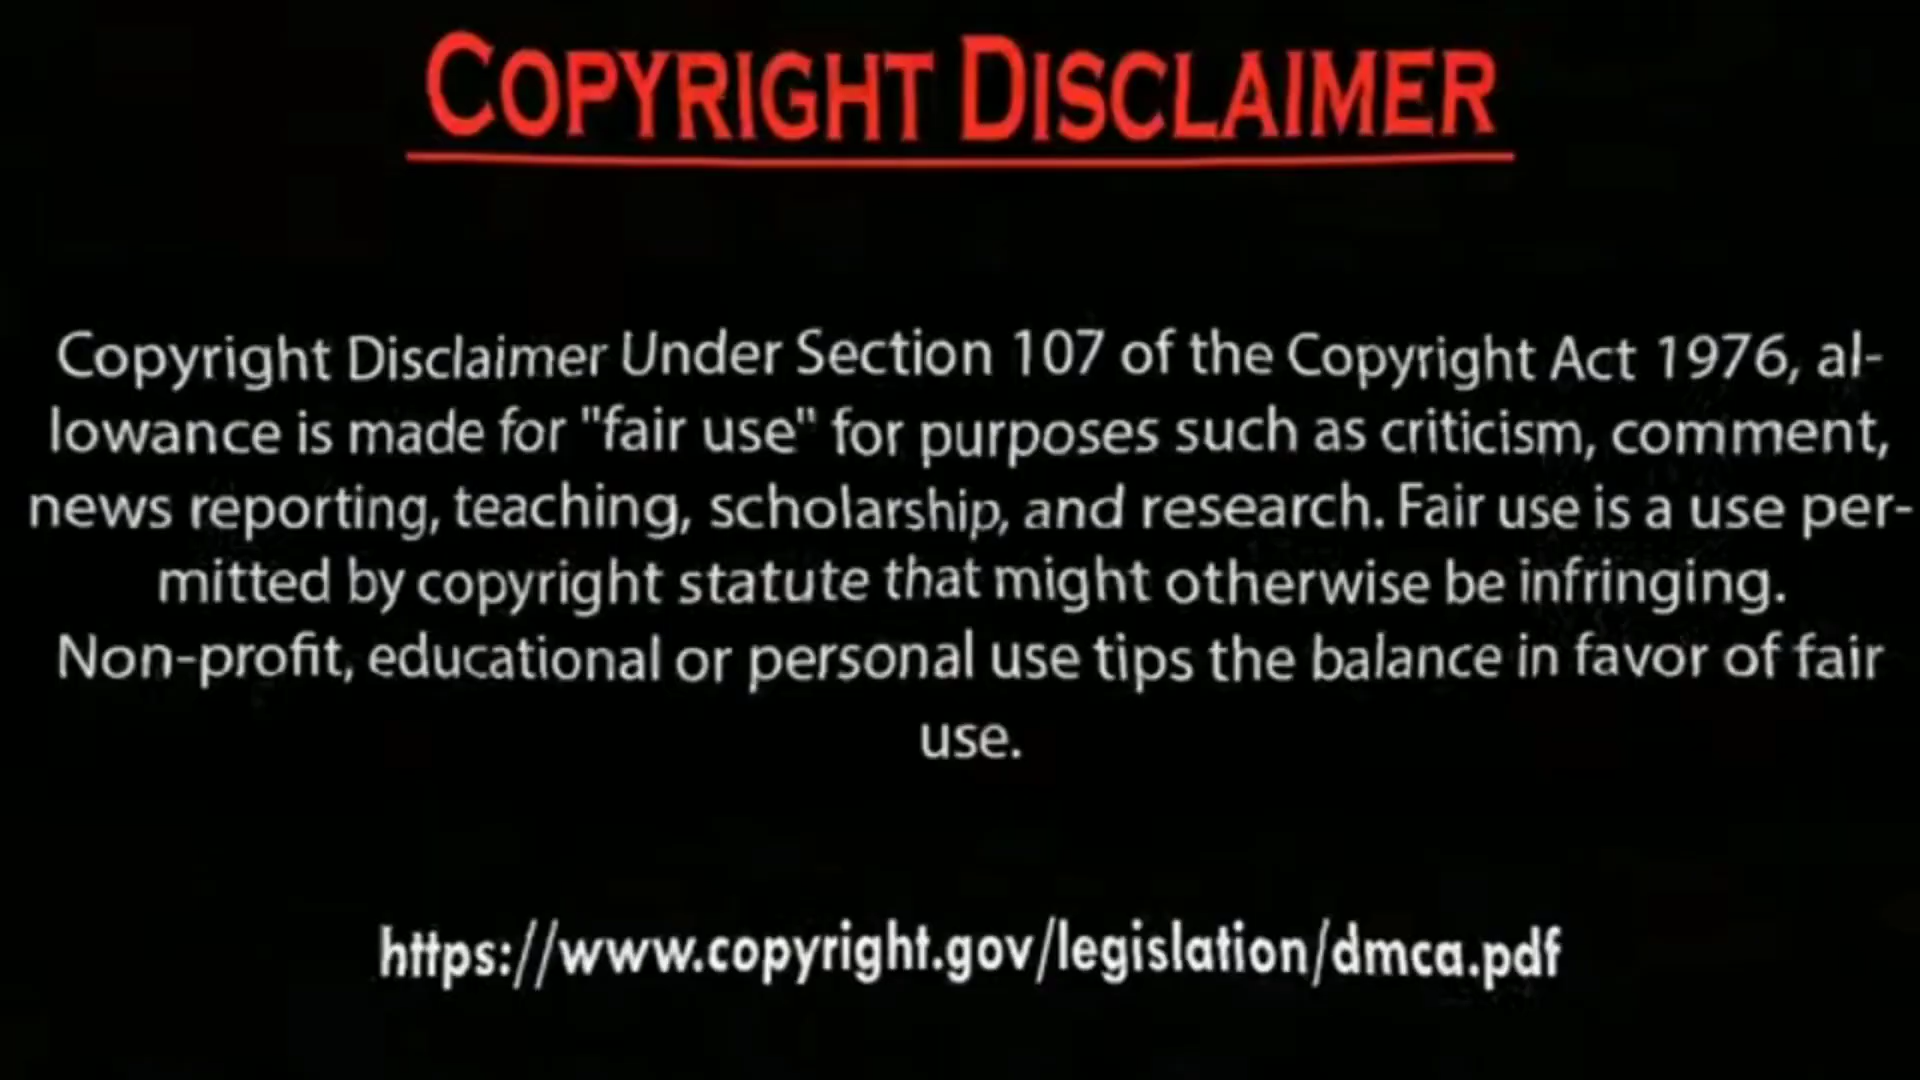 COPYRIGHT DISCLAIMER
Copyright Disclaimer Under Section 107 of the Copyright Act 1976, al-
lowance is made for "fair use" for purposes such as criticism, comment,
news reporting, teaching, scholarship, and research. Fair use is a use per-
mitted by copyright statute that might otherwise be infringing.
Non-profit, educational or personal use tips the balance in favor of fair
use.
https://www.copyright.gov/legislation/dmca.pdf